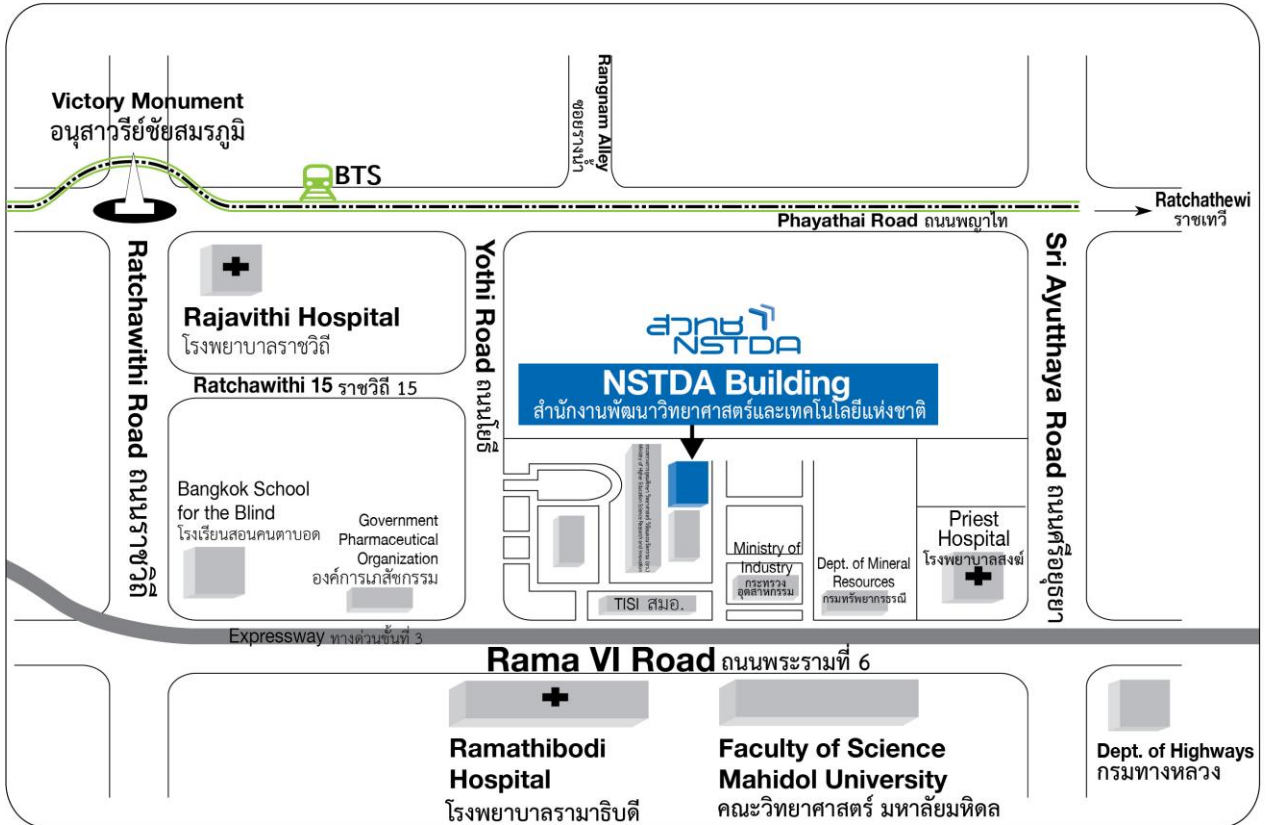 Victory Monument
อนุสาวรีย์ชัยสมรภูมิ
BTS
Rangnam Alley
ซอยรางน้ำ
Phayathai Road ถนนพญาไท
Ratchathewi
ราชเทวี
Ratchawithi Road ถนนราชวิถี
Rajavithi Hospital
โรงพยาบาลราชวิถี
Ratchawithi 15 ราชวิถี 15
Yothi Road ถนนโยธี
สวทช
NSTDA
NSTDA Building
สำนักงานพัฒนาวิทยาศาสตร์และเทคโนโลยีแห่งชาติ
Sri Ayutthaya Road ถนนศรีอยุธยา
Bangkok School
for the Blind
โรงเรียนสอนคนตาบอด
Government
Pharmaceutical
Organization
องค์การเภสัชกรรม
Ministry of Higher Education Science Research and Innovation
TISI สมอ.
Ministry of
Industry
กระทรวง
อุตสาหกรรม
Dept. of Mineral
Resources
กรมทรัพยากรธรณี
Priest
Hospital
โรงพยาบาลสงฆ์
Expressway ทางด่วนขั้นที่ 3
Rama VI Road ถนนพระรามที่ 6
Ramathibodi
Hospital
โรงพยาบาลรามาธิบดี
Faculty of Science
Mahidol University
คณะวิทยาศาสตร์ มหาลัยมหิดล
Dept. of Highways
กรมทางหลวง